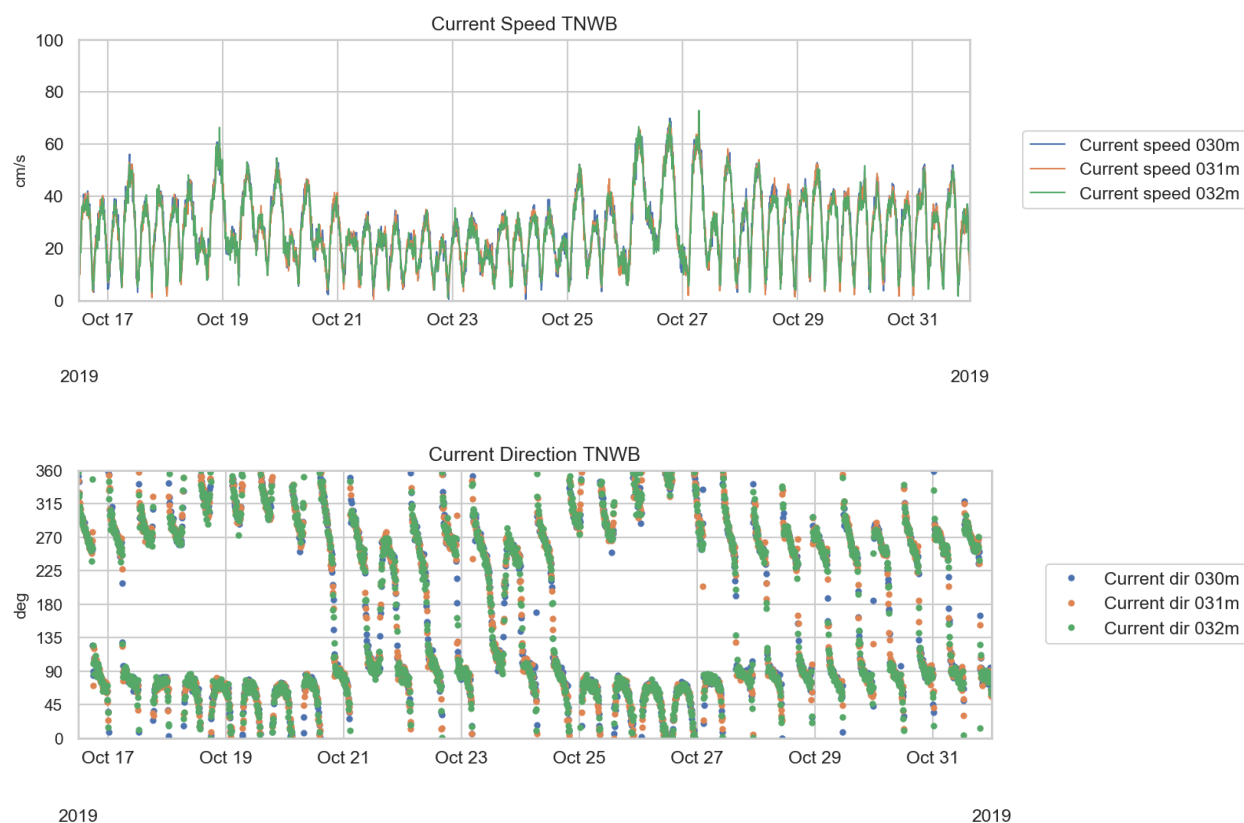 Current Speed TNWB
100
80
60
40
20
0
cm/s
Oct 17 Oct 19 Oct 21 Oct 23 Oct 25 Oct 27 Oct 29 Oct 31
2019 2019
Current speed 030m
Current speed 031m
Current speed 032m
Current Direction TNWB
360
315
270
225
180
135
90
45
0
deg
Oct 17 Oct 19 Oct 21 Oct 23 Oct 25 Oct 27 Oct 29 Oct 31
2019 2019
Current dir 030m
Current dir 031m
Current dir 032m